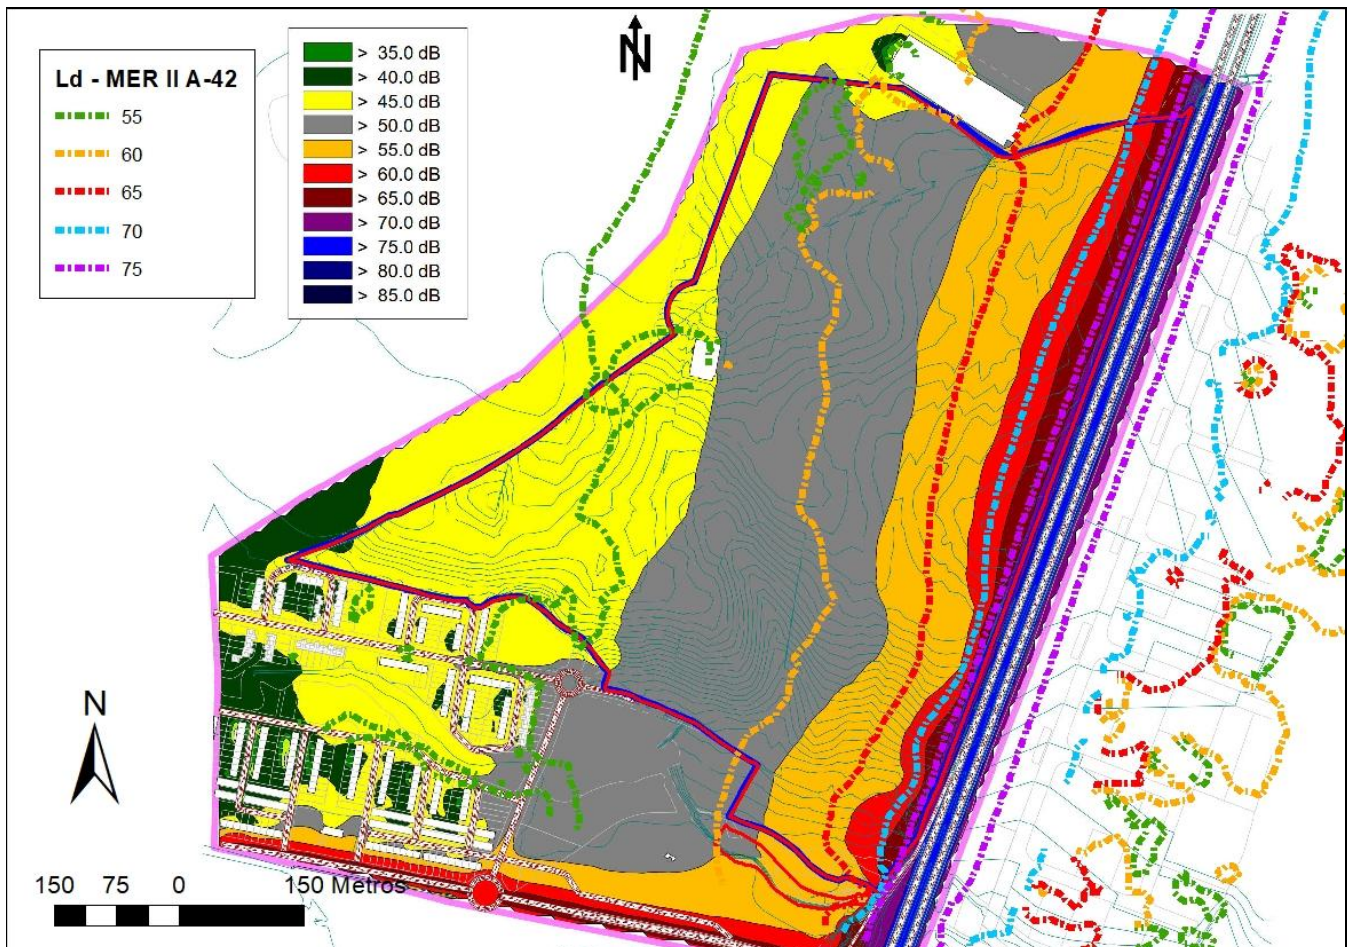 Ld - MER II A-42
55
60
65
70
75
> 35.0 dB
> 40.0 dB
> 45.0 dB
> 50.0 dB
> 55.0 dB
> 60.0 dB
> 65.0 dB
> 70.0 dB
> 75.0 dB
> 80.0 dB
> 85.0 dB
N
N
150 75 0 150 Metros